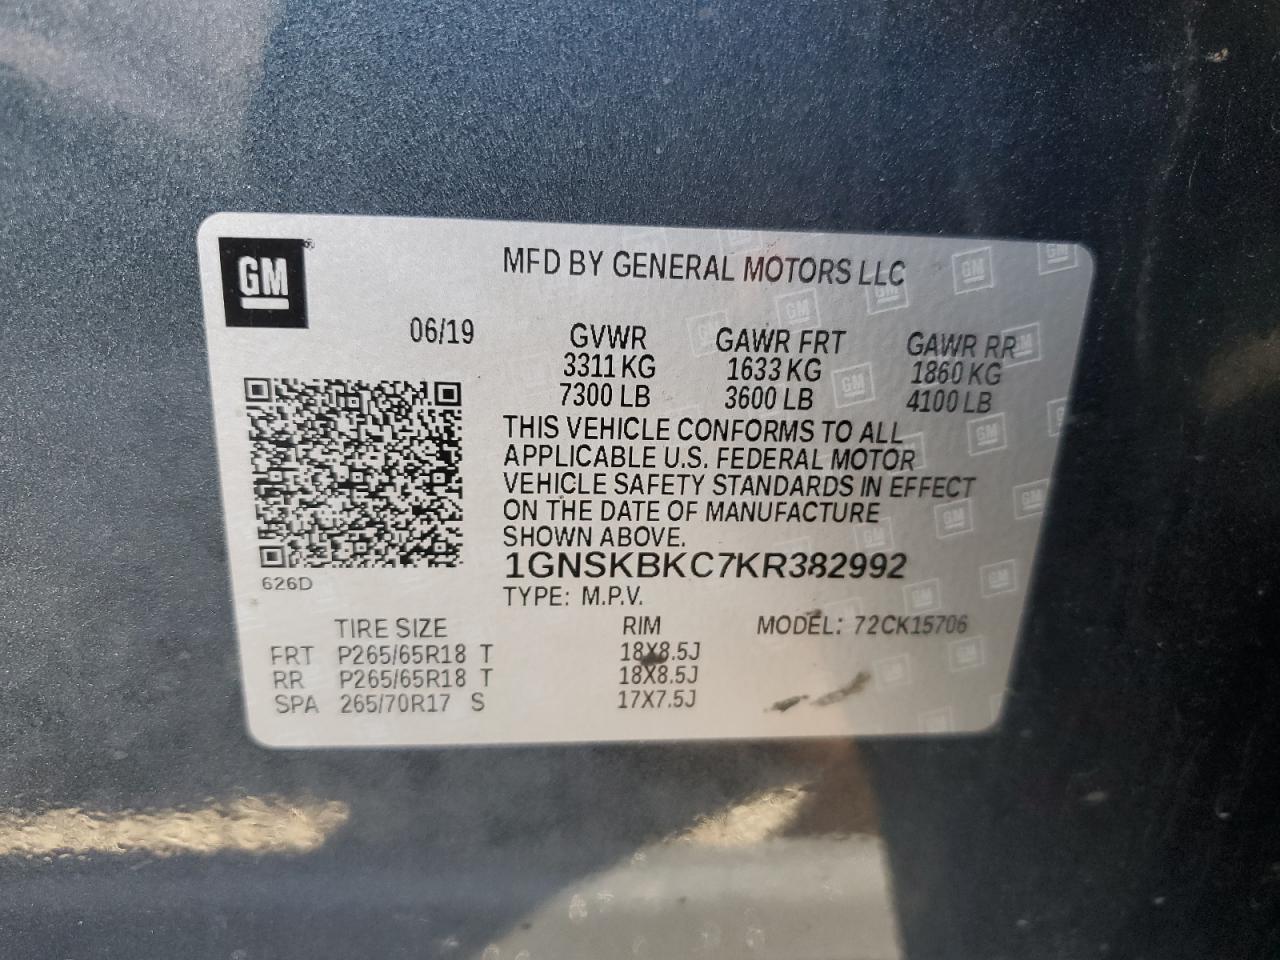 GM
MFD BY GENERAL MOTORS LLC
06/19
GVWR GAWR FRT GAWR RR
3311 KG 1633 KG 1860 KG
7300 LB 3600 LB 4100 LB
THIS VEHICLE CONFORMS TO ALL
APPLICABLE U.S. FEDERAL MOTOR
VEHICLE SAFETY STANDARDS IN EFFECT
ON THE DATE OF MANUFACTURE
SHOWN ABOVE.
1GNSKBKC7KR382992
626D
TYPE: M.P.V.
TIRE SIZE RIM MODEL: 72CK15706
FRT P265/65R18 T 18X8.5J
RR P265/65R18 T 18X8.5J
SPA 265/70R17 S 17X7.5J